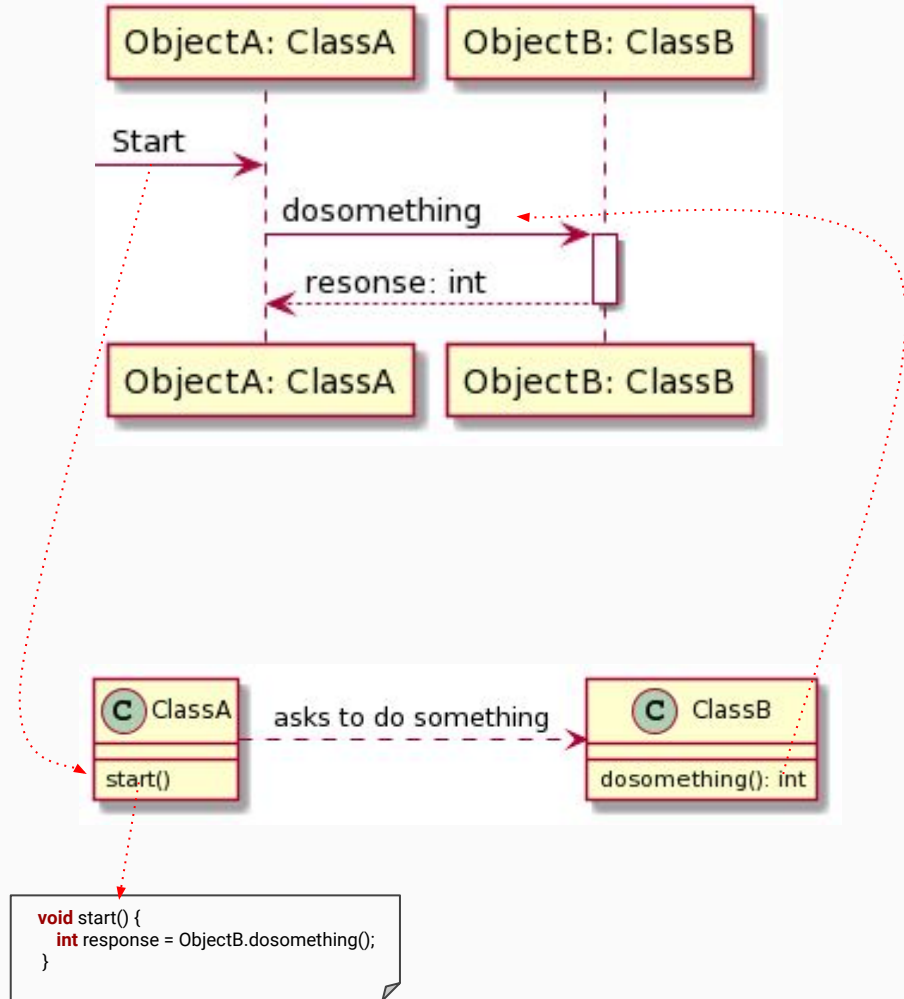 ObjectA: ClassA
ObjectB: ClassB
Start
dosomething
resonse: int
ObjectA: ClassA
ObjectB: ClassB
C ClassA
asks to do something
C ClassB
start()
dosomething(): int
void start() {
int response = ObjectB.dosomething();
}